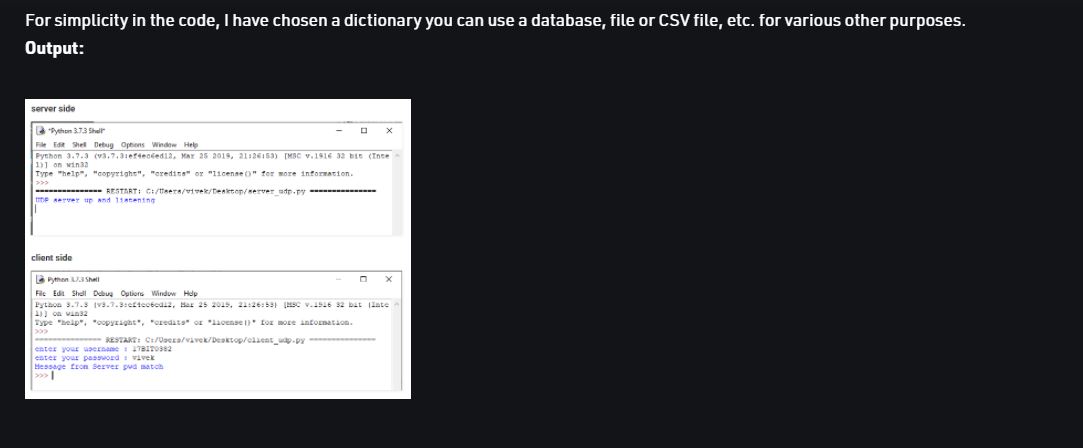 For simplicity in the code, I have chosen a dictionary you can use a database, file or CSV file, etc. for various other purposes.
Output:
server side
*Python 3.7.3 Shell*
File Edit Shell Debug Options Window Help
Python 3.7.3 (v3.7.3:ef4ec6ed12, Mar 25 2019, 21:26:53) [MSC v.1916 32 bit (Inte
l)] on win32
Type "help", "copyright", "credits" or "license()" for more information.
>>>
=============== RESTART: C:/Users/vivek/Desktop/server_udp.py ===============
UDP server up and listening
client side
Python 3.7.3 Shell
File Edit Shell Debug Options Window Help
Python 3.7.3 (v3.7.3:ef4ec6ed12, Mar 25 2019, 21:26:53) [MSC v.1916 32 bit (Inte
l)] on win32
Type "help", "copyright", "credits" or "license()" for more information.
>>>
=============== RESTART: C:/Users/vivek/Desktop/client_udp.py ===============
enter your username : 17BIT0382
enter your password : vivek
Message from Server pwd match
>>>